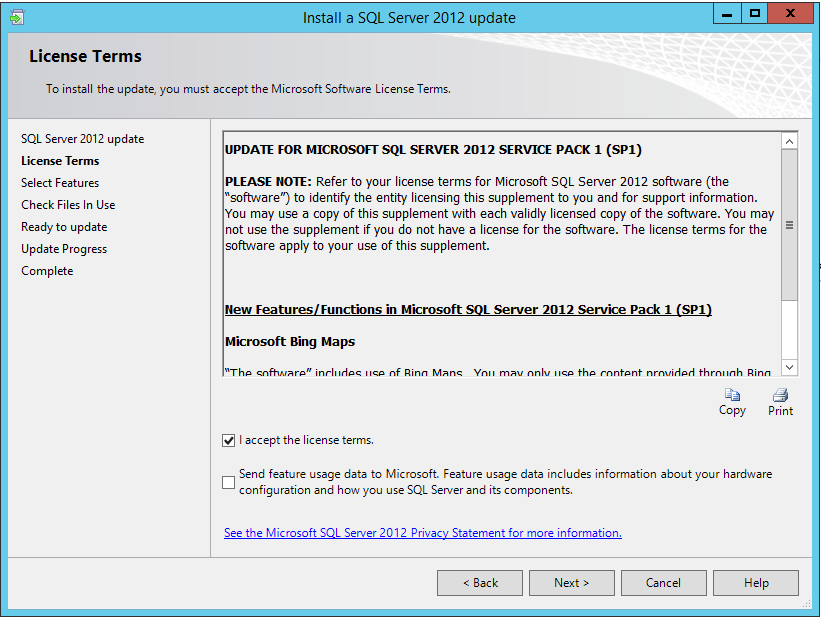 Install a SQL Server 2012 update
License Terms
To install the update, you must accept the Microsoft Software License Terms.
SQL Server 2012 update
License Terms
Select Features
Check Files In Use
Ready to update
Update Progress
Complete
UPDATE FOR MICROSOFT SQL SERVER 2012 SERVICE PACK 1 (SP1)
PLEASE NOTE: Refer to your license terms for Microsoft SQL Server 2012 software (the
“software”) to identify the entity licensing this supplement to you and for support information.
You may use a copy of this supplement with each validly licensed copy of the software. You may
not use the supplement if you do not have a license for the software. The license terms for the
software apply to your use of this supplement.
New Features/Functions in Microsoft SQL Server 2012 Service Pack 1 (SP1)
Microsoft Bing Maps
“The software” includes use of Bing Maps. You may only use the content provided through Bing
Copy
Print
I accept the license terms.
Send feature usage data to Microsoft. Feature usage data includes information about your hardware
configuration and how you use SQL Server and its components.
See the Microsoft SQL Server 2012 Privacy Statement for more information.
< Back
Next >
Cancel
Help